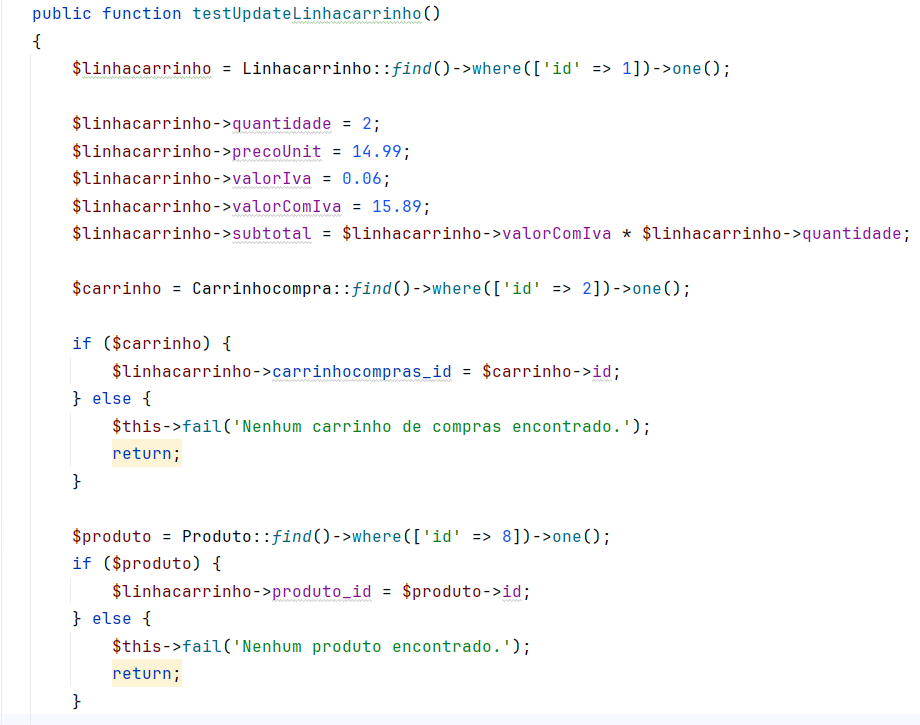 public function testUpdateLinhacarrinho()
{
    $linhacarrinho = Linhacarrinho::find()->where(['id' => 1])->one();

    $linhacarrinho->quantidade = 2;
    $linhacarrinho->precoUnit = 14.99;
    $linhacarrinho->valorIva = 0.06;
    $linhacarrinho->valorComIva = 15.89;
    $linhacarrinho->subtotal = $linhacarrinho->valorComIva * $linhacarrinho->quantidade;

    $carrinho = Carrinhocompra::find()->where(['id' => 2])->one();

    if ($carrinho) {
        $linhacarrinho->carrinhocompras_id = $carrinho->id;
    } else {
        $this->fail('Nenhum carrinho de compras encontrado.');
        return;
    }

    $produto = Produto::find()->where(['id' => 8])->one();
    if ($produto) {
        $linhacarrinho->produto_id = $produto->id;
    } else {
        $this->fail('Nenhum produto encontrado.');
        return;
    }